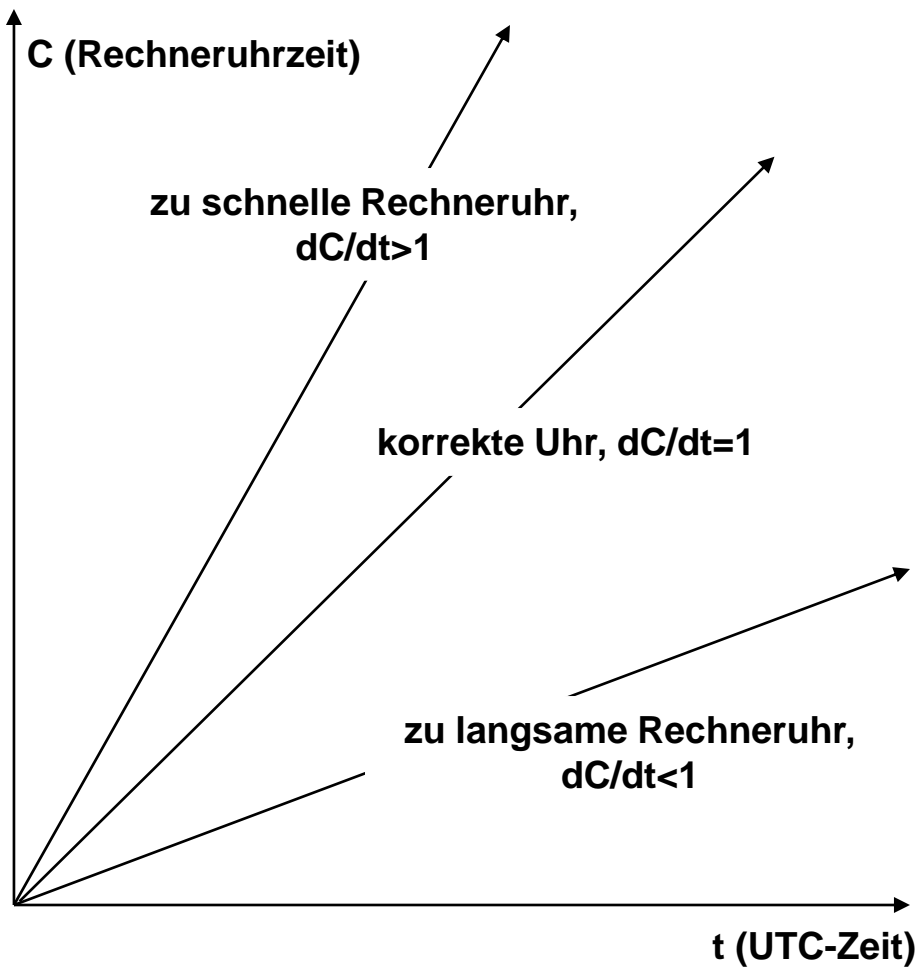 C (Rechneruhrzeit)
zu schnelle Rechneruhr,
dC/dt>1
korrekte Uhr, dC/dt=1
zu langsame Rechneruhr,
dC/dt<1
t (UTC-Zeit)